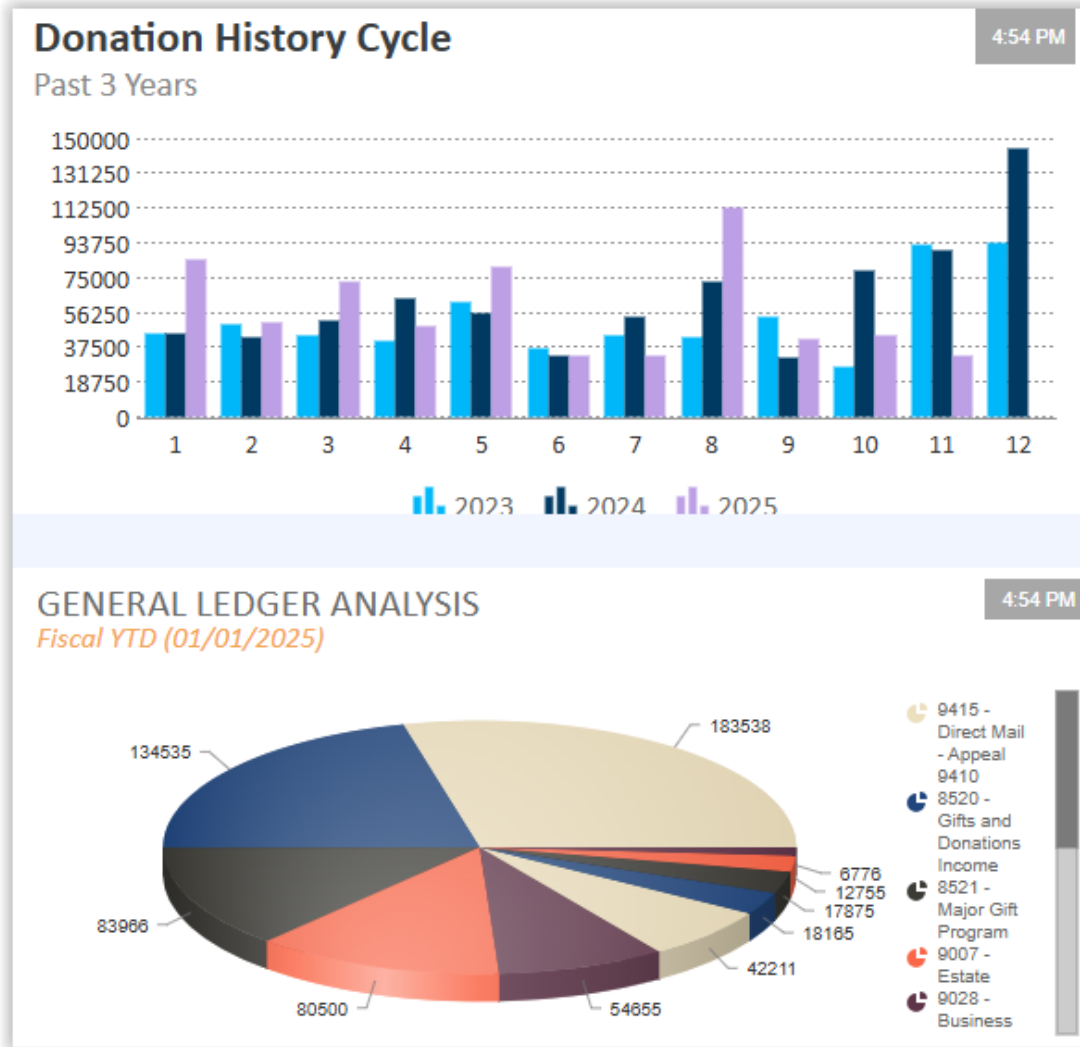 Donation History Cycle
4:54 PM
Past 3 Years
150000
131250
112500
93750
75000
56250
37500
18750
0
1 2 3 4 5 6 7 8 9 10 11 12
2023 2024 2025
GENERAL LEDGER ANALYSIS
4:54 PM
Fiscal YTD (01/01/2025)
183538
134535
6776
12755
17875
18165
42211
54655
80500
83966
9415 -
Direct Mail
- Appeal
9410
8520 -
Gifts and
Donations
Income
8521 -
Major Gift
Program
9007 -
Estate
9028 -
Business